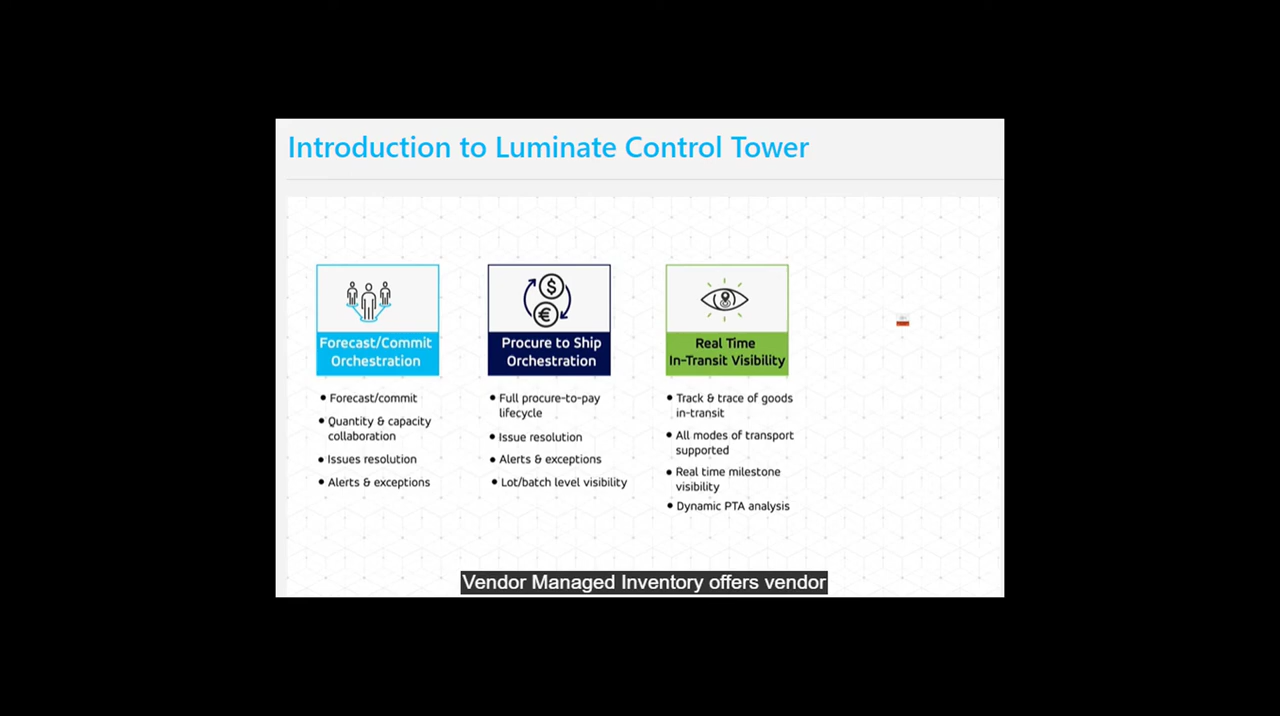 Introduction to Luminate Control Tower
$
€
Forecast/Commit
Orchestration
• Forecast/commit
• Quantity & capacity
collaboration
• Issues resolution
• Alerts & exceptions
Procure to Ship
Orchestration
• Full procure-to-pay
lifecycle
• Issue resolution
• Alerts & exceptions
• Lot/batch level visibility
Real Time
In-Transit Visibility
• Track & trace of goods
in-transit
• All modes of transport
supported
• Real time milestone
visibility
• Dynamic PTA analysis
Vendor Managed Inventory offers vendor